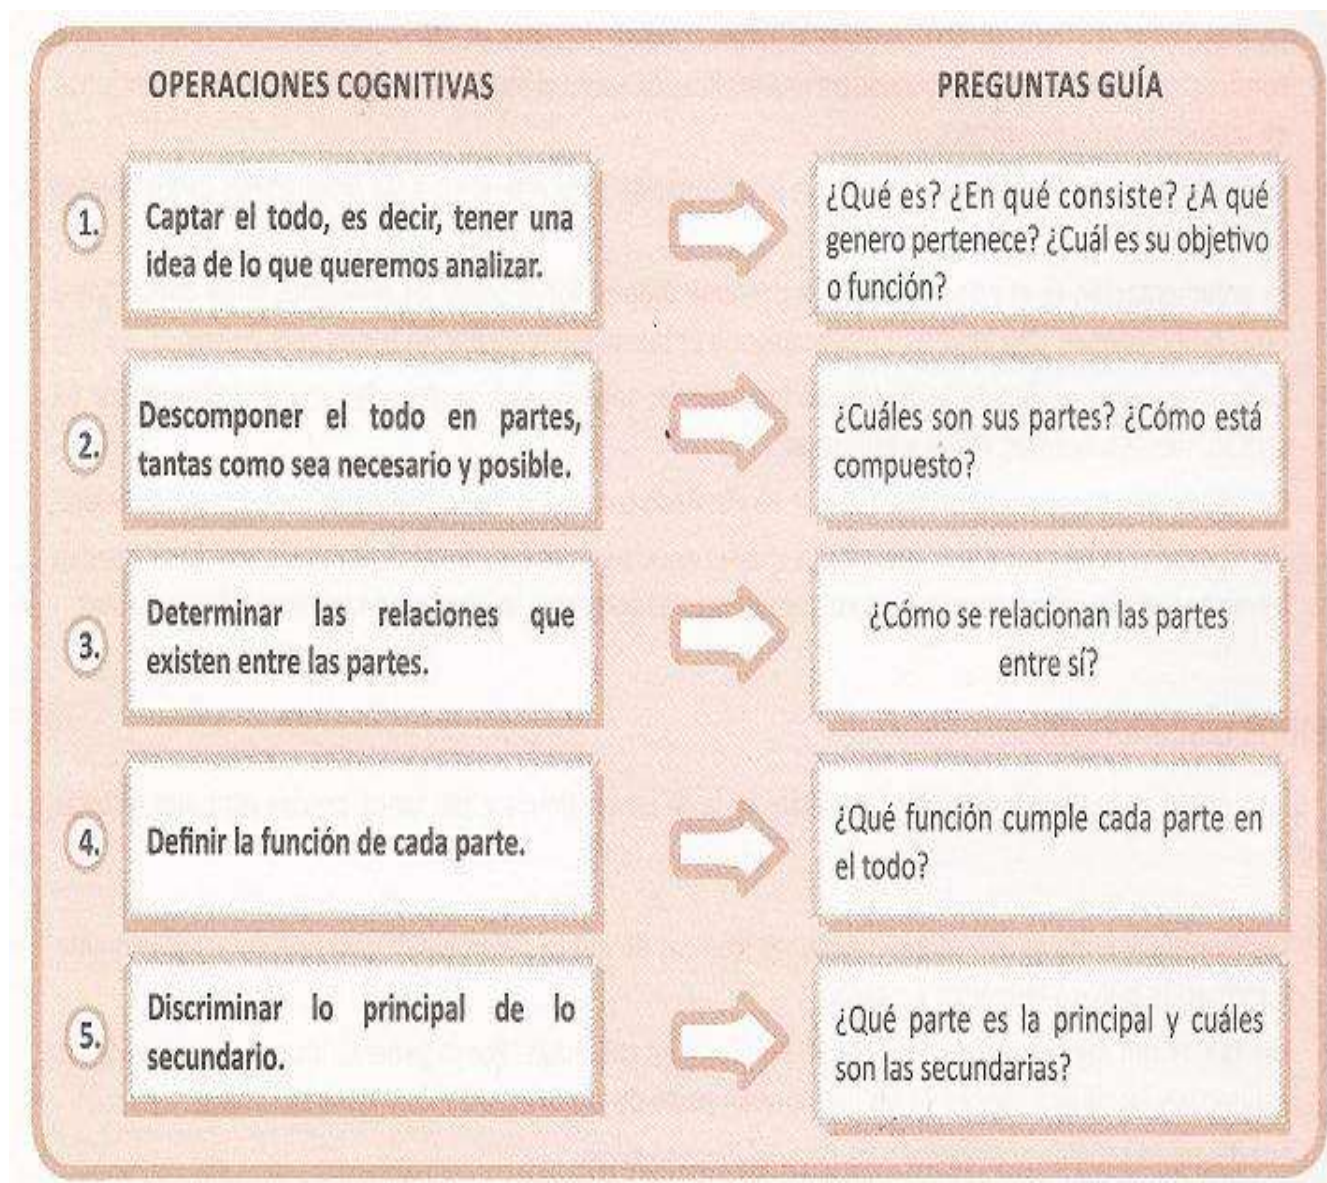 OPERACIONES COGNITIVAS
PREGUNTAS GUÍA
1.
Captar el todo, es decir, tener una
idea de lo que queremos analizar.
¿Qué es? ¿En qué consiste? ¿A qué
genero pertenece? ¿Cuál es su objetivo
o función?
2.
Descomponer el todo en partes,
tantas como sea necesario y posible.
¿Cuáles son sus partes? ¿Cómo está
compuesto?
3.
Determinar las relaciones que
existen entre las partes.
¿Cómo se relacionan las partes
entre sí?
4.
Definir la función de cada parte.
¿Qué función cumple cada parte en
el todo?
5.
Discriminar lo principal de lo
secundario.
¿Qué parte es la principal y cuáles
son las secundarias?